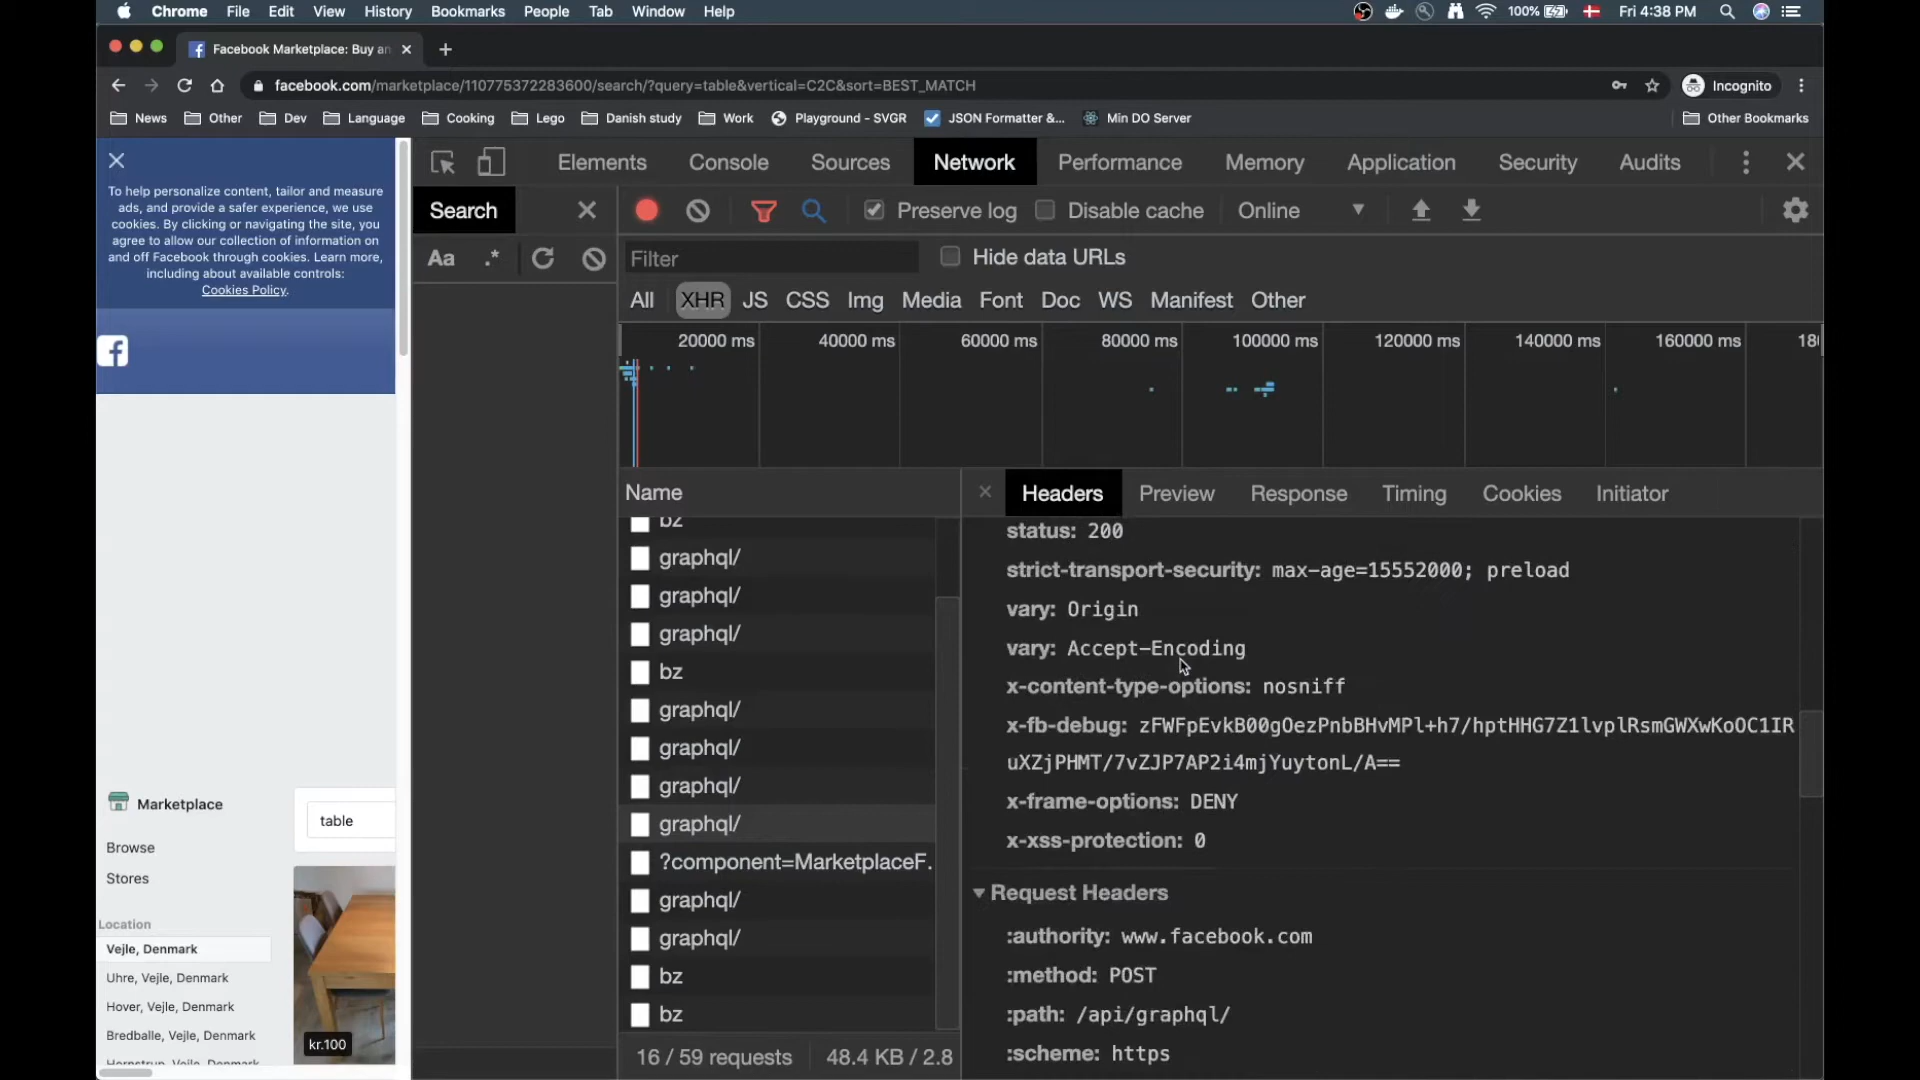 Chrome File Edit View History Bookmarks People Tab Window Help
100% Fri 4:38 PM
Facebook Marketplace: Buy an
facebook.com/marketplace/110775372283600/search/?query=table&vertical=C2C&sort=BEST_MATCH
Incognito
News Other Dev Language Cooking Lego Danish study Work Playground - SVGR JSON Formatter &... Min DO Server Other Bookmarks
To help personalize content, tailor and measure
ads, and provide a safer experience, we use
cookies. By clicking or navigating the site, you
agree to allow our collection of information on
and off Facebook through cookies. Learn more,
including about available controls:
Cookies Policy.
Marketplace
table
Browse
Stores
Location
Vejle, Denmark
Uhre, Vejle, Denmark
Hover, Vejle, Denmark
Bredballe, Vejle, Denmark
Hornstrup, Vejle, Denmark
kr.100
Elements Console Sources Network Performance Memory Application Security Audits
Search
Aa .*
Preserve log Disable cache Online
Filter Hide data URLs
All XHR JS CSS Img Media Font Doc WS Manifest Other
20000 ms 40000 ms 60000 ms 80000 ms 100000 ms 120000 ms 140000 ms 160000 ms 18
Name
bz
graphql/
graphql/
graphql/
bz
graphql/
graphql/
graphql/
graphql/
?component=MarketplaceF.
graphql/
graphql/
bz
bz
16 / 59 requests 48.4 KB / 2.8
Headers Preview Response Timing Cookies Initiator
status: 200
strict-transport-security: max-age=15552000; preload
vary: Origin
vary: Accept-Encoding
x-content-type-options: nosniff
x-fb-debug: zFWFpEvkB00gOezPnbBHvMPl+h7/hptHHG7Z1lvplRsmGWXwKoOC1IR
uXZjPHMT/7vZJP7AP2i4mjYuytonL/A==
x-frame-options: DENY
x-xss-protection: 0
Request Headers
:authority: www.facebook.com
:method: POST
:path: /api/graphql/
:scheme: https